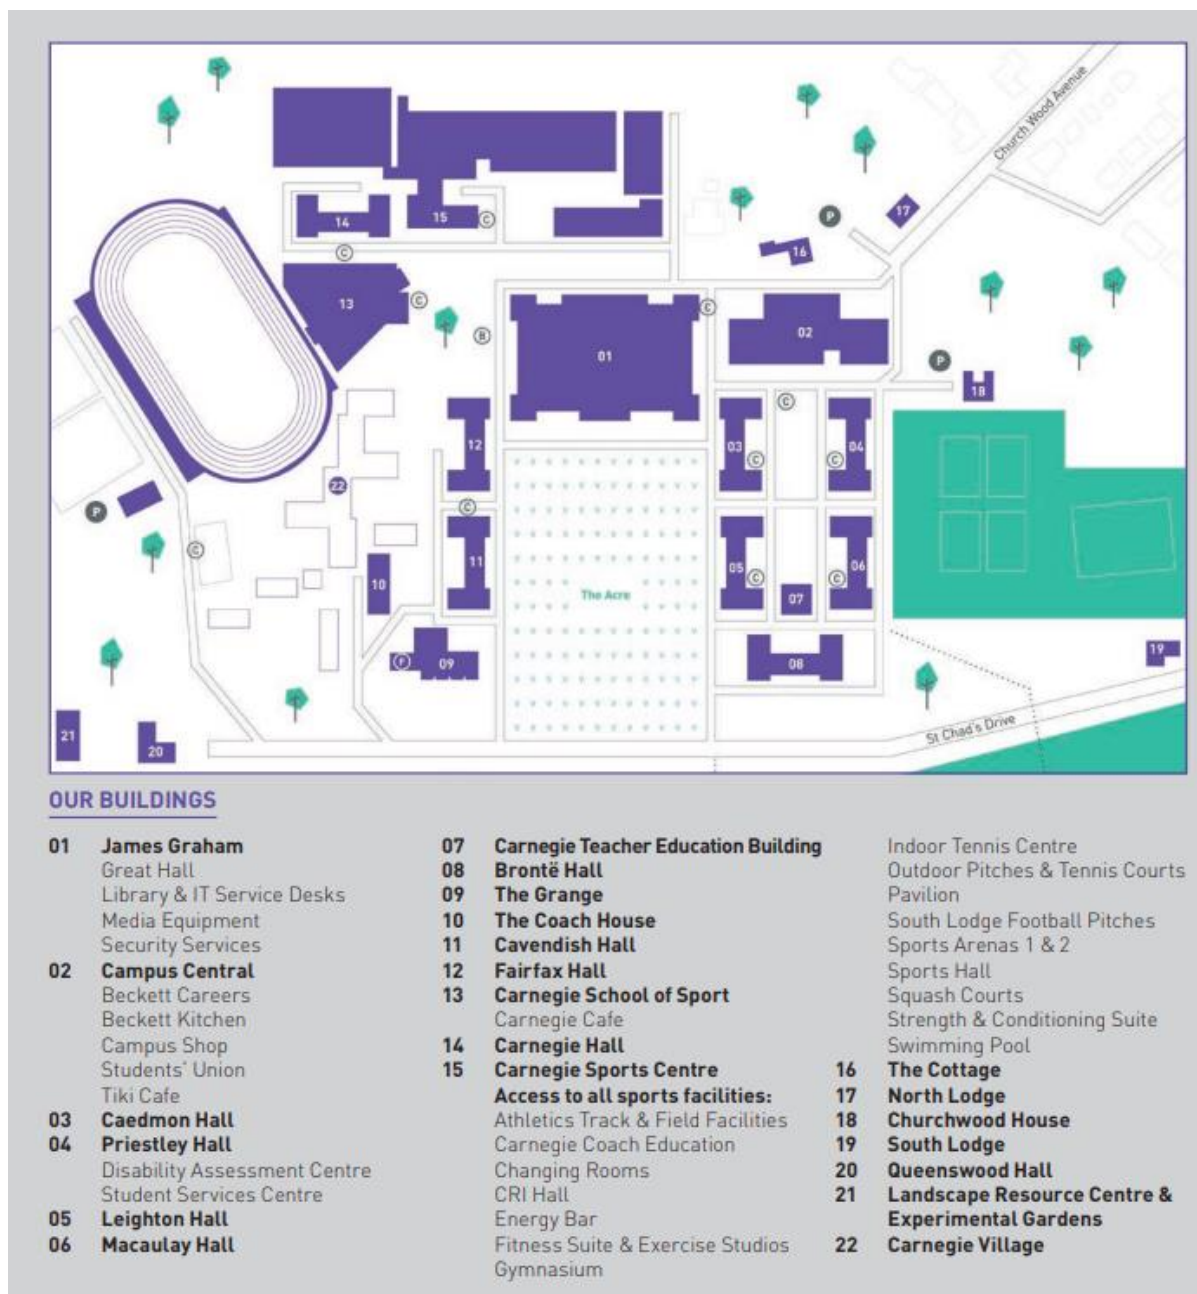 Church Wood Avenue
P
17
14
15
C
16
C
13
C
C
B
01
02
P
18
C
12
03
C
C
04
22
P
C
C
11
05
C
C
06
10
07
The Acre
F
09
08
19
21
20
St Chad's Drive
OUR BUILDINGS
01 James Graham
Great Hall
Library & IT Service Desks
Media Equipment
Security Services
02 Campus Central
Beckett Careers
Beckett Kitchen
Campus Shop
Students' Union
Tiki Cafe
03 Caedmon Hall
04 Priestley Hall
Disability Assessment Centre
Student Services Centre
05 Leighton Hall
06 Macaulay Hall
07 Carnegie Teacher Education Building
08 Brontë Hall
09 The Grange
10 The Coach House
11 Cavendish Hall
12 Fairfax Hall
13 Carnegie School of Sport
Carnegie Cafe
14 Carnegie Hall
15 Carnegie Sports Centre
Access to all sports facilities:
Athletics Track & Field Facilities
Carnegie Coach Education
Changing Rooms
CRI Hall
Energy Bar
Fitness Suite & Exercise Studios
Gymnasium
Indoor Tennis Centre
Outdoor Pitches & Tennis Courts
Pavilion
South Lodge Football Pitches
Sports Arenas 1 & 2
Sports Hall
Squash Courts
Strength & Conditioning Suite
Swimming Pool
16 The Cottage
17 North Lodge
18 Churchwood House
19 South Lodge
20 Queenswood Hall
21 Landscape Resource Centre &
Experimental Gardens
22 Carnegie Village